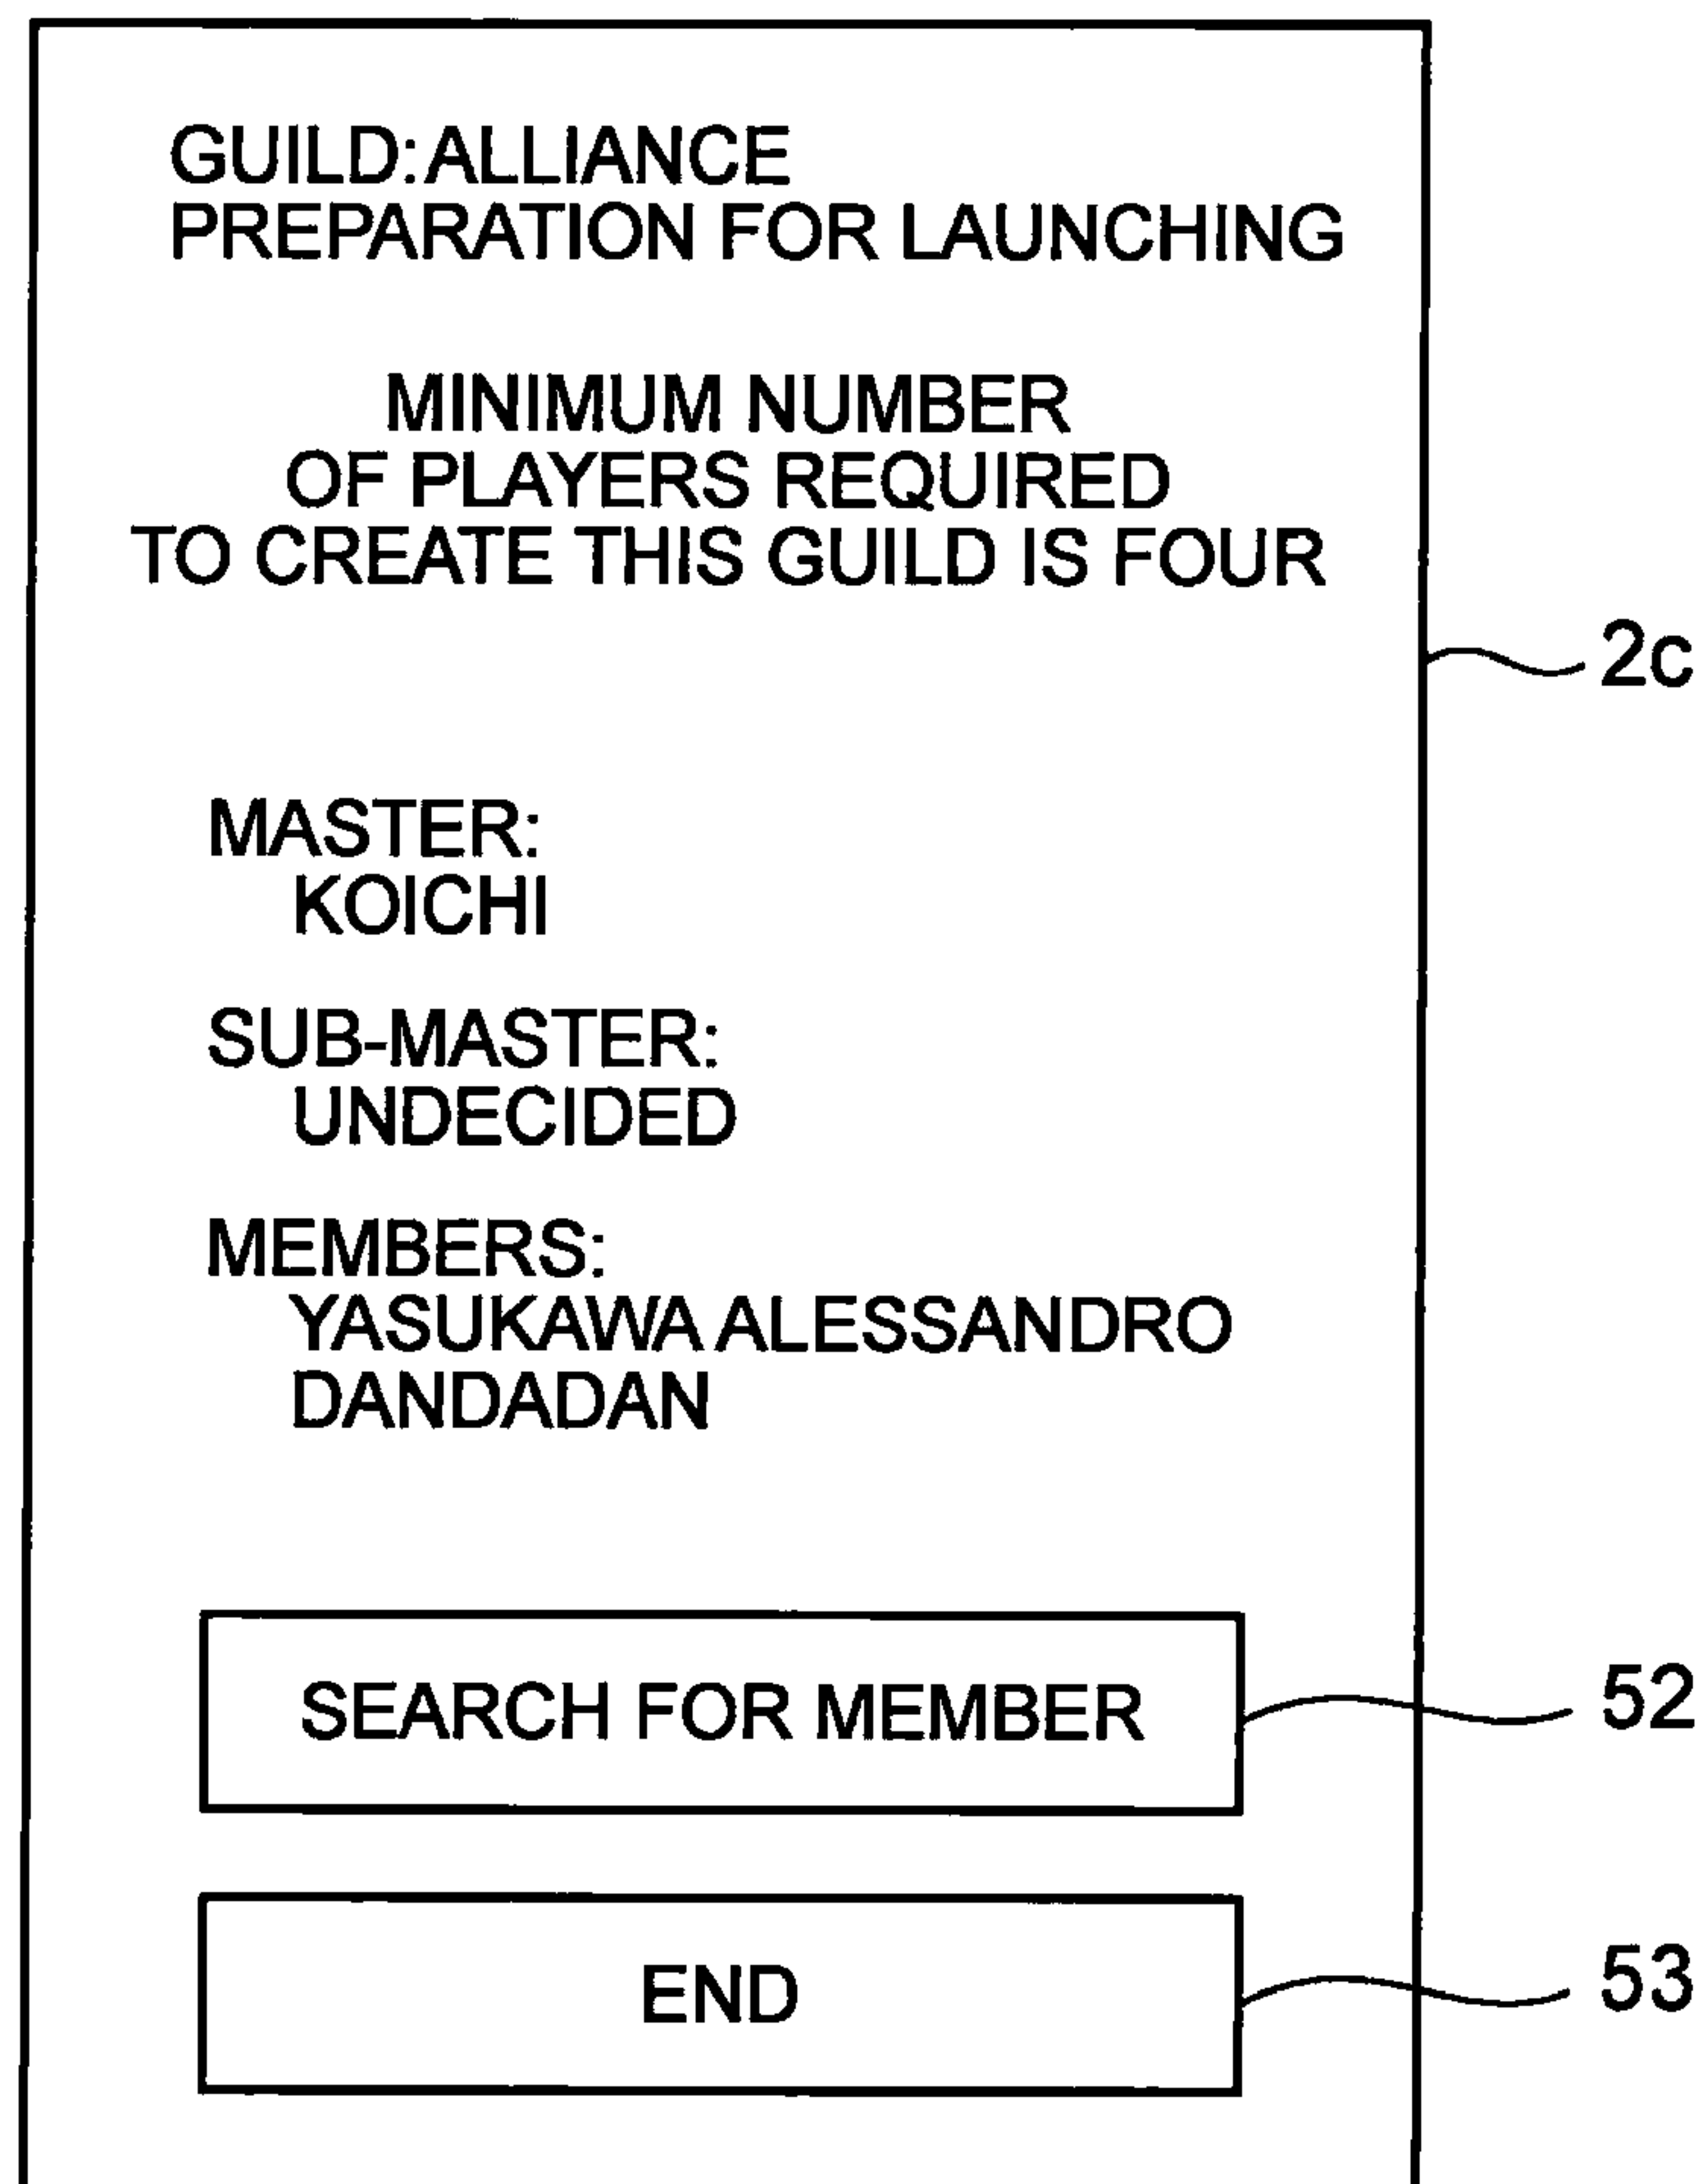 GUILD:ALLIANCE
PREPARATION FOR LAUNCHING
MINIMUM NUMBER
OF PLAYERS REQUIRED
TO CREATE THIS GUILD IS FOUR
2c
MASTER:
KOICHI
SUB-MASTER:
UNDECIDED
MEMBERS:
YASUKAWA ALESSANDRO
DANDADAN
SEARCH FOR MEMBER
52
END
53